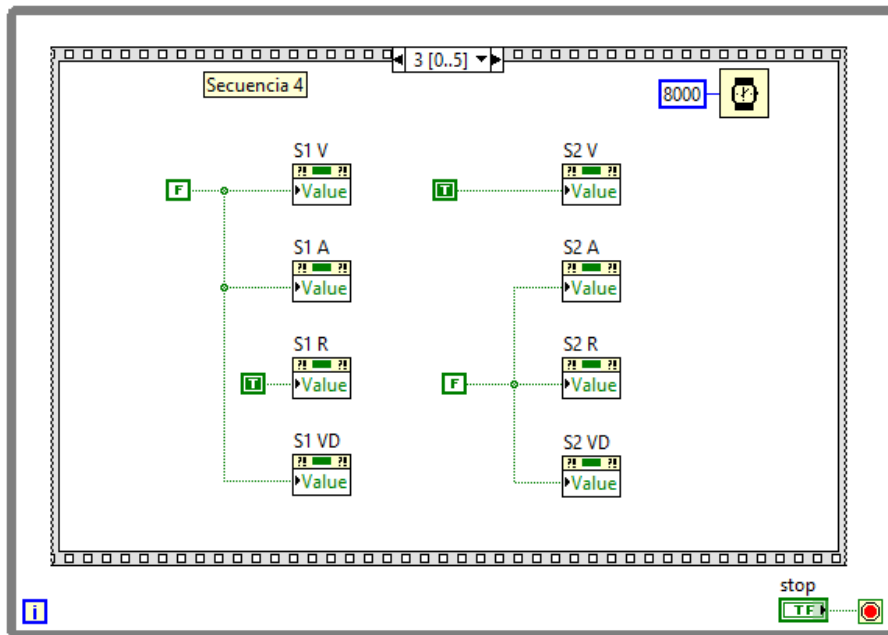 3 [0..5]
Secuencia 4
8000
S1 V
S2 V
F
?! ?!
Value
T
?! ?!
Value
S1 A
S2 A
?! ?!
Value
?! ?!
Value
S1 R
S2 R
T
?! ?!
Value
F
?! ?!
Value
S1 VD
S2 VD
?! ?!
Value
?! ?!
Value
stop
i
TF